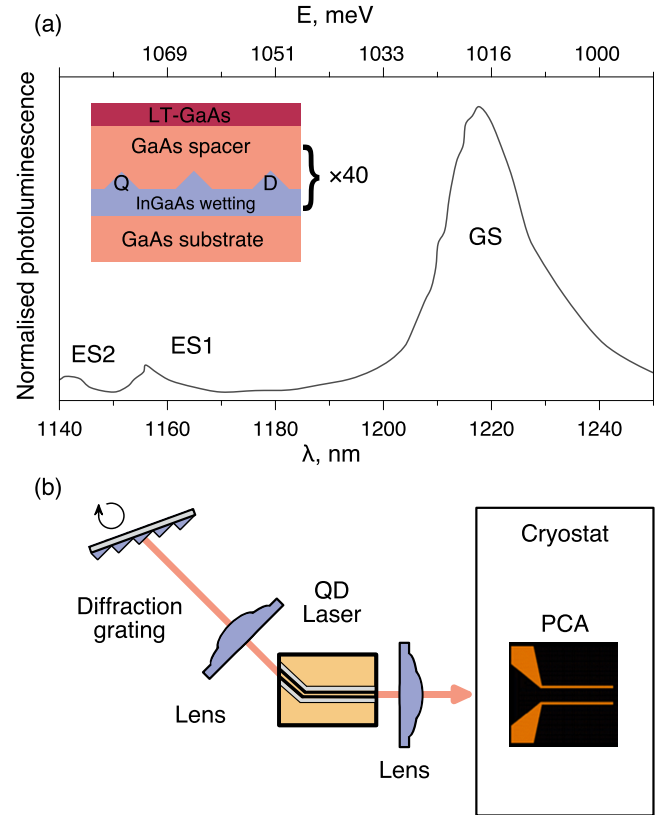 (a)
E, meV
1069 1051 1033 1016 1000
Normalised photoluminescence
LT-GaAs
GaAs spacer
Q D
InGaAs wetting
GaAs substrate
×40
GS
ES2
ES1
1140 1160 1180 1200 1220 1240
λ, nm
(b)
Cryostat
PCA
QD
Laser
Diffraction
grating
Lens
Lens